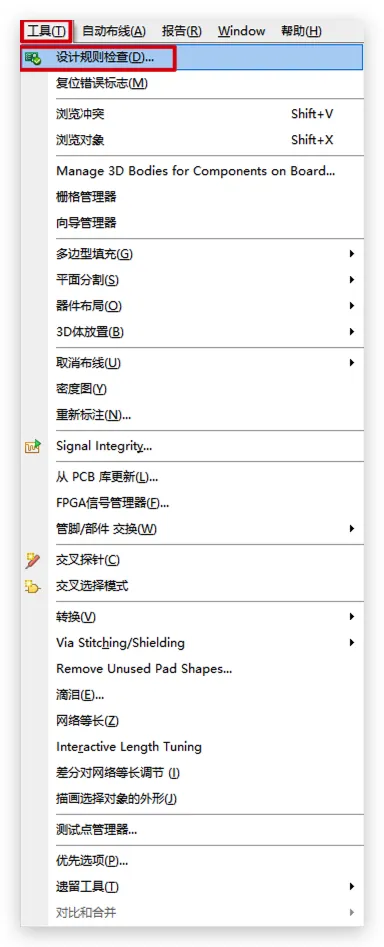 工具(T) 自动布线(A) 报告(R) Window 帮助(H)
设计规则检查(D)...
复位错误标志(M)
浏览冲突 Shift+V
浏览对象 Shift+X
Manage 3D Bodies for Components on Board...
栅格管理器
向导管理器
多边型填充(G)
平面分割(S)
器件布局(O)
3D体放置(B)
取消布线(U)
密度图(Y)
重新标注(N)...
Signal Integrity...
从 PCB 库更新(L)...
FPGA信号管理器(F)...
管脚/部件 交换(W)
交叉探针(C)
交叉选择模式
转换(V)
Via Stitching/Shielding
Remove Unused Pad Shapes...
滴泪(E)...
网络等长(Z)
Interactive Length Tuning
差分对网络等长调节 (I)
描画选择对象的外形(J)
测试点管理器...
优先选项(P)...
遗留工具(T)
对比和合并